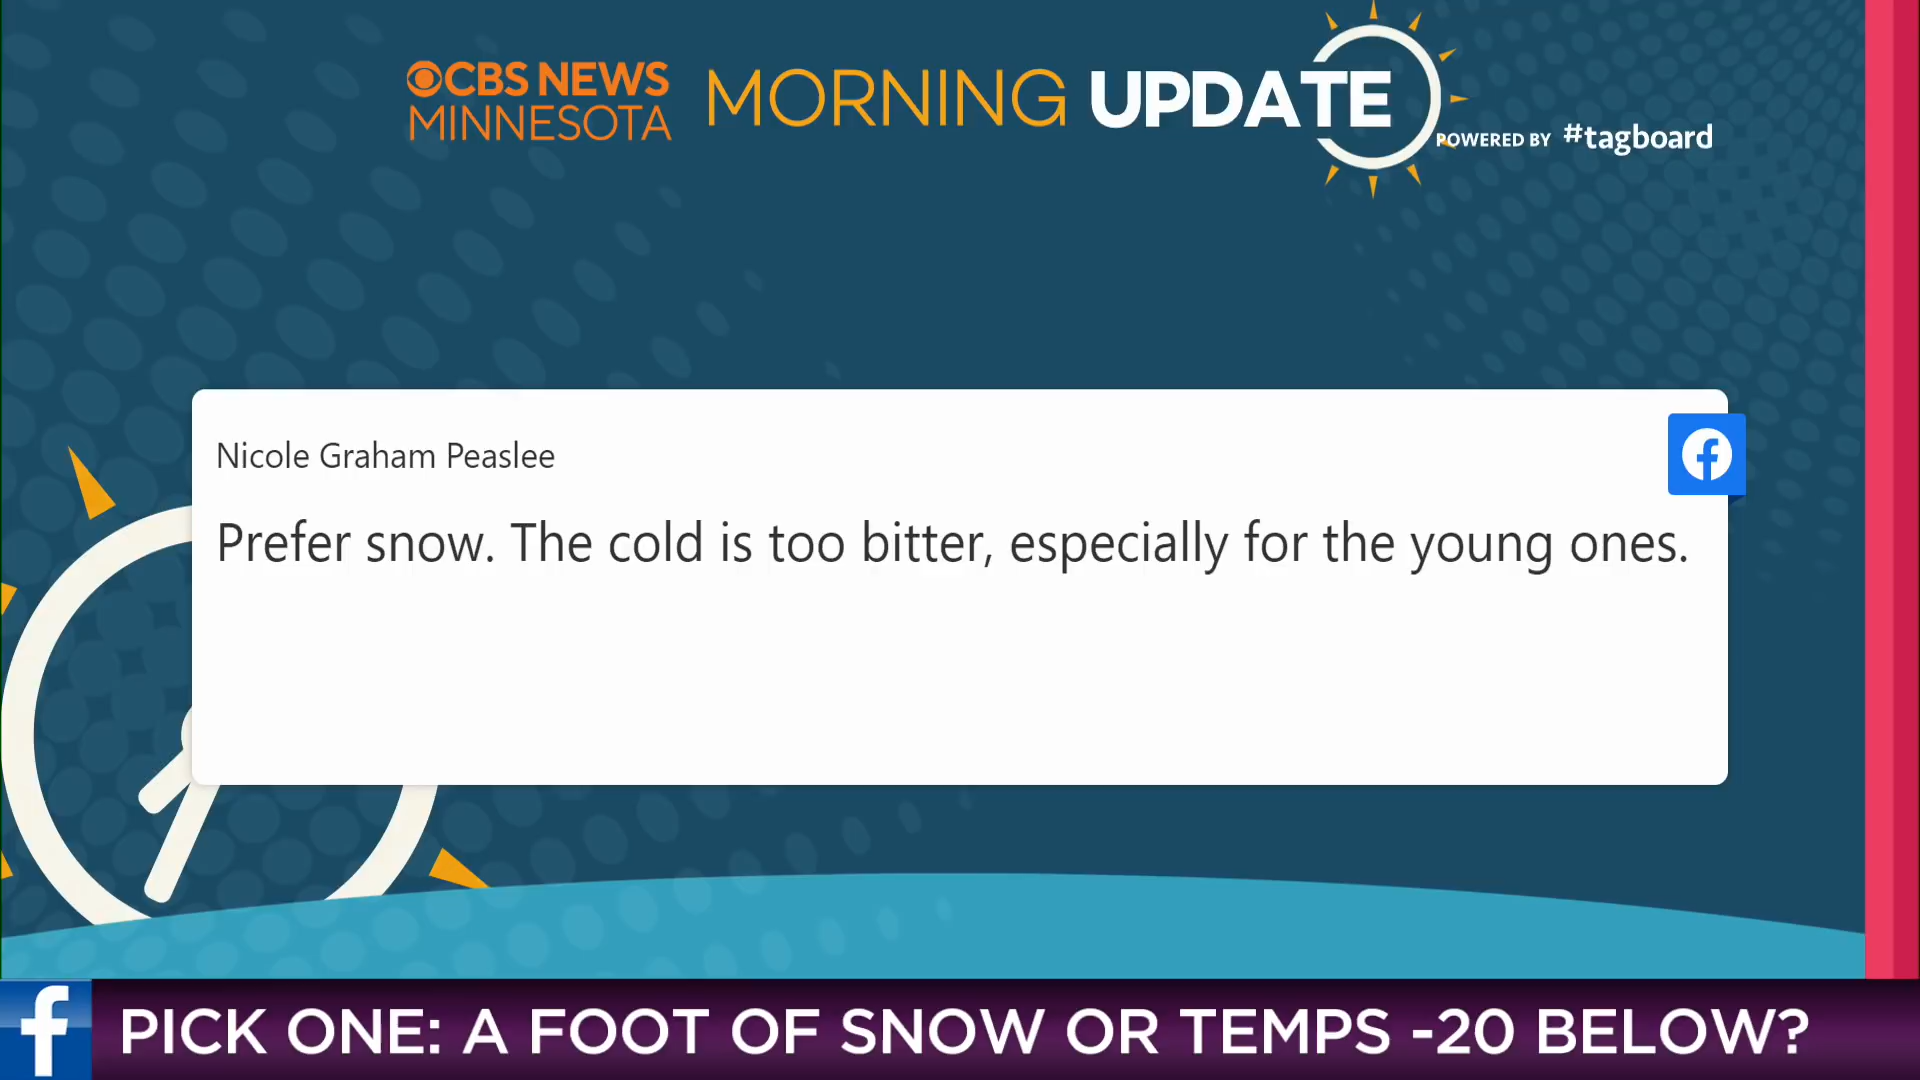 CBS NEWS
MINNESOTA
MORNING UPDATE
POWERED BY #tagboard
Nicole Graham Peaslee
Prefer snow. The cold is too bitter, especially for the young ones.
PICK ONE: A FOOT OF SNOW OR TEMPS -20 BELOW?